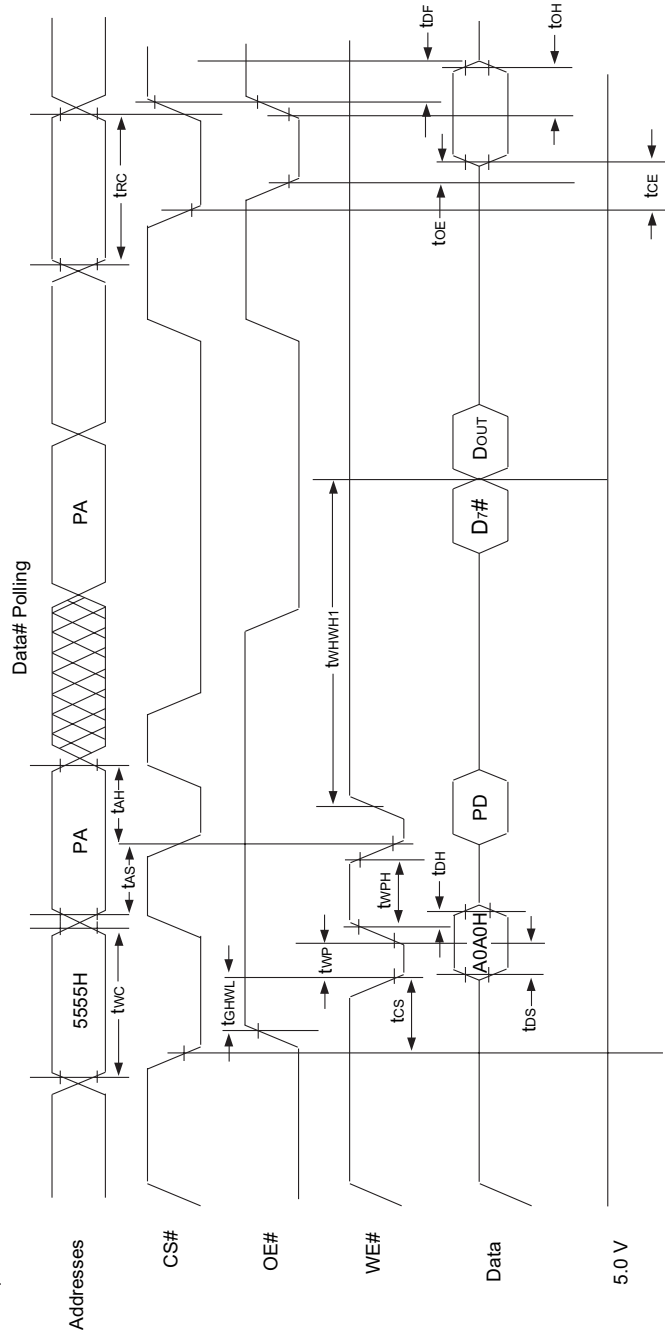 Data# Polling
Addresses
5555H
PA
PA
tWC
tAS
tAH
tRC
CS#
OE#
tGHWL
WE#
tWP
tCS
tWPH
tWHWH1
tDF
Data
A0A0H
PD
D7#
DOUT
tDH
tDS
tOE
tOH
tCE
5.0 V